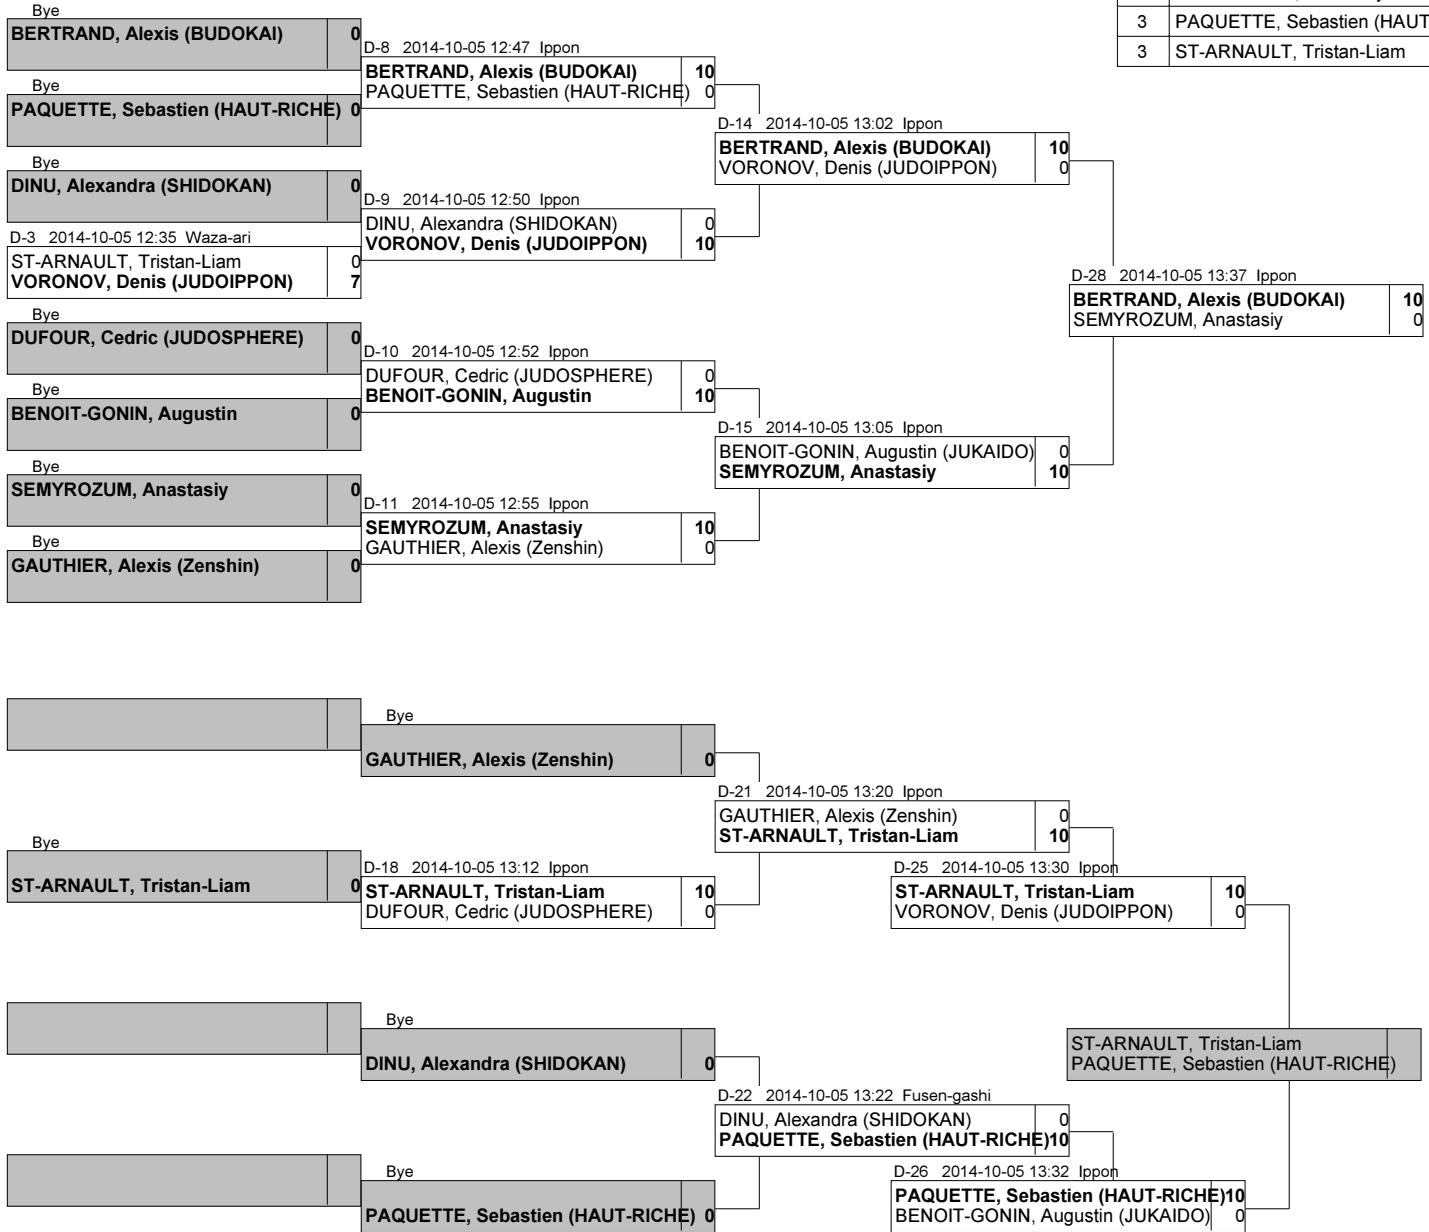 3 PAQUETTE, Sebastien (HAUT
3 ST-ARNAULT, Tristan-Liam
Bye
BERTRAND, Alexis (BUDOKAI) 0
Bye
PAQUETTE, Sebastien (HAUT-RICHE) 0
Bye
DINU, Alexandra (SHIDOKAN) 0
D-3 2014-10-05 12:35 Waza-ari
ST-ARNAULT, Tristan-Liam 0
VORONOV, Denis (JUDOIPPON) 7
Bye
DUFOUR, Cedric (JUDOSPHERE) 0
Bye
BENOIT-GONIN, Augustin 0
Bye
SEMYROZUM, Anastasiy 0
Bye
GAUTHIER, Alexis (Zenshin) 0
D-8 2014-10-05 12:47 Ippon
BERTRAND, Alexis (BUDOKAI) 10
PAQUETTE, Sebastien (HAUT-RICHE) 0
D-9 2014-10-05 12:50 Ippon
DINU, Alexandra (SHIDOKAN) 0
VORONOV, Denis (JUDOIPPON) 10
D-10 2014-10-05 12:52 Ippon
DUFOUR, Cedric (JUDOSPHERE) 0
BENOIT-GONIN, Augustin 10
D-11 2014-10-05 12:55 Ippon
SEMYROZUM, Anastasiy 10
GAUTHIER, Alexis (Zenshin) 0
D-14 2014-10-05 13:02 Ippon
BERTRAND, Alexis (BUDOKAI) 10
VORONOV, Denis (JUDOIPPON) 0
D-15 2014-10-05 13:05 Ippon
BENOIT-GONIN, Augustin (JUKAIDO) 0
SEMYROZUM, Anastasiy 10
D-28 2014-10-05 13:37 Ippon
BERTRAND, Alexis (BUDOKAI) 10
SEMYROZUM, Anastasiy 0
Bye
ST-ARNAULT, Tristan-Liam 0
Bye
GAUTHIER, Alexis (Zenshin) 0
D-18 2014-10-05 13:12 Ippon
ST-ARNAULT, Tristan-Liam 10
DUFOUR, Cedric (JUDOSPHERE) 0
Bye
DINU, Alexandra (SHIDOKAN) 0
Bye
PAQUETTE, Sebastien (HAUT-RICHE) 0
D-21 2014-10-05 13:20 Ippon
GAUTHIER, Alexis (Zenshin) 0
ST-ARNAULT, Tristan-Liam 10
D-22 2014-10-05 13:22 Fusen-gashi
DINU, Alexandra (SHIDOKAN) 0
PAQUETTE, Sebastien (HAUT-RICHE) 10
D-25 2014-10-05 13:30 Ippon
ST-ARNAULT, Tristan-Liam 10
VORONOV, Denis (JUDOIPPON) 0
D-26 2014-10-05 13:32 Ippon
PAQUETTE, Sebastien (HAUT-RICHE) 10
BENOIT-GONIN, Augustin (JUKAIDO) 0
ST-ARNAULT, Tristan-Liam
PAQUETTE, Sebastien (HAUT-RICHE)